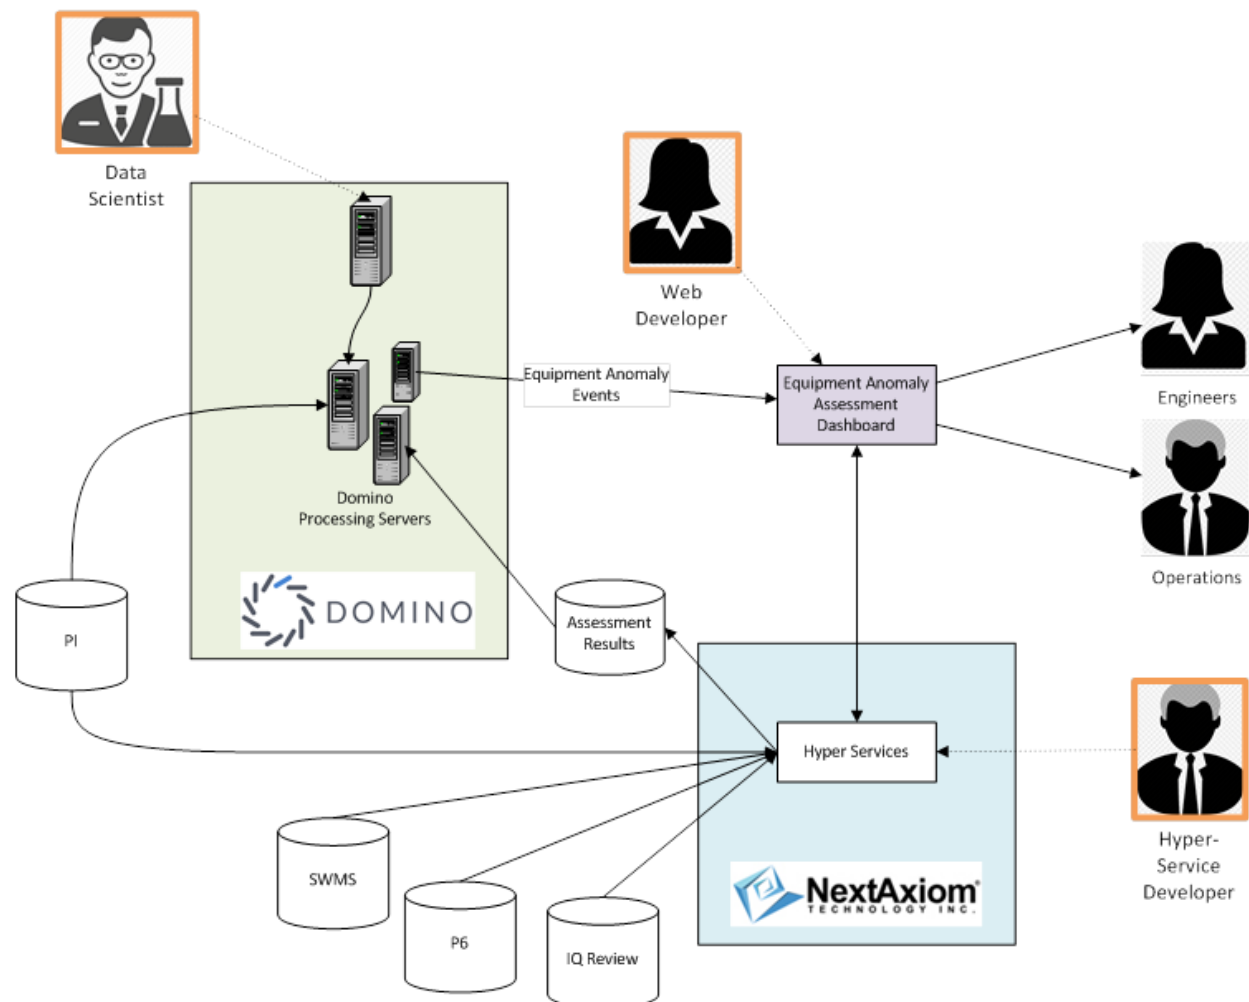 Data
Scientist
Web
Developer
Equipment Anomaly
Events
Equipment Anomaly
Assessment
Dashboard
Engineers
Domino
Processing Servers
Operations
DOMINO
PI
Assessment
Results
Hyper Services
SWMS
P6
IQ Review
NextAxiom®
TECHNOLOGY INC.
Hyper-
Service
Developer